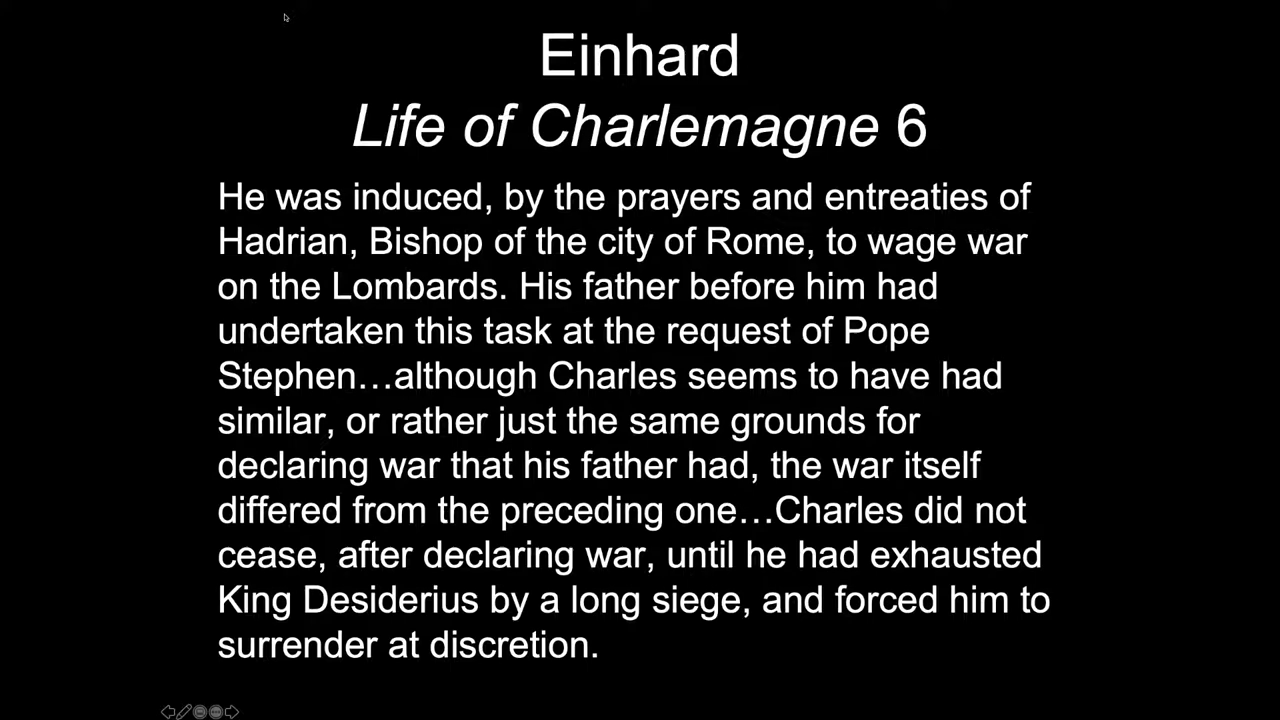 Einhard
Life of Charlemagne 6
He was induced, by the prayers and entreaties of
Hadrian, Bishop of the city of Rome, to wage war
on the Lombards. His father before him had
undertaken this task at the request of Pope
Stephen…although Charles seems to have had
similar, or rather just the same grounds for
declaring war that his father had, the war itself
differed from the preceding one…Charles did not
cease, after declaring war, until he had exhausted
King Desiderius by a long siege, and forced him to
surrender at discretion.